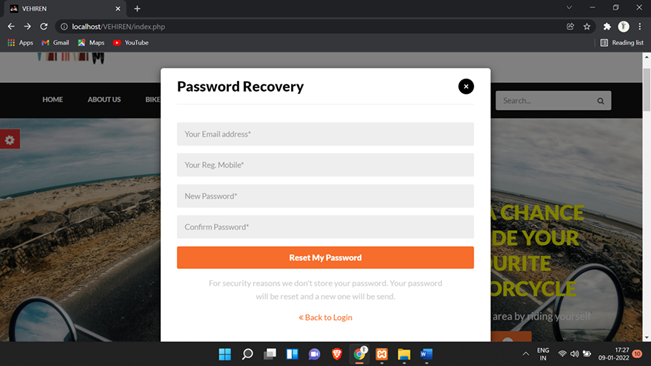 VEHIREN
localhost/VEHIREN/index.php
Apps Gmail Maps YouTube Reading list
Password Recovery
HOME ABOUT US BIKE Search...
Your Email address*
Your Reg. Mobile*
New Password*
Confirm Password*
Reset My Password
For security reasons we don't store your password. Your password
will be reset and a new one will be send.
« Back to Login
A CHANCE
DE YOUR
OURITE
ORCYCLE
area by riding yourself
ENG
IN
17:27
09-01-2022